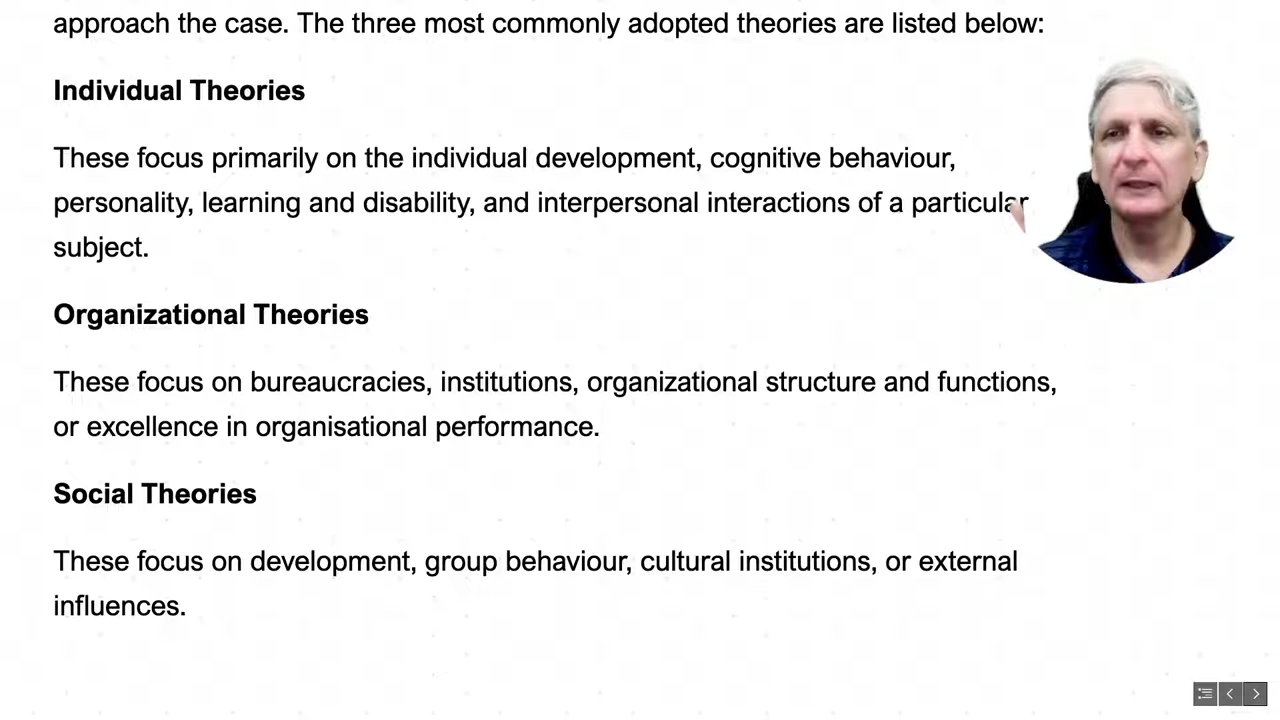 approach the case. The three most commonly adopted theories are listed below:
Individual Theories
These focus primarily on the individual development, cognitive behaviour,
personality, learning and disability, and interpersonal interactions of a particular
subject.
Organizational Theories
These focus on bureaucracies, institutions, organizational structure and functions,
or excellence in organisational performance.
Social Theories
These focus on development, group behaviour, cultural institutions, or external
influences.